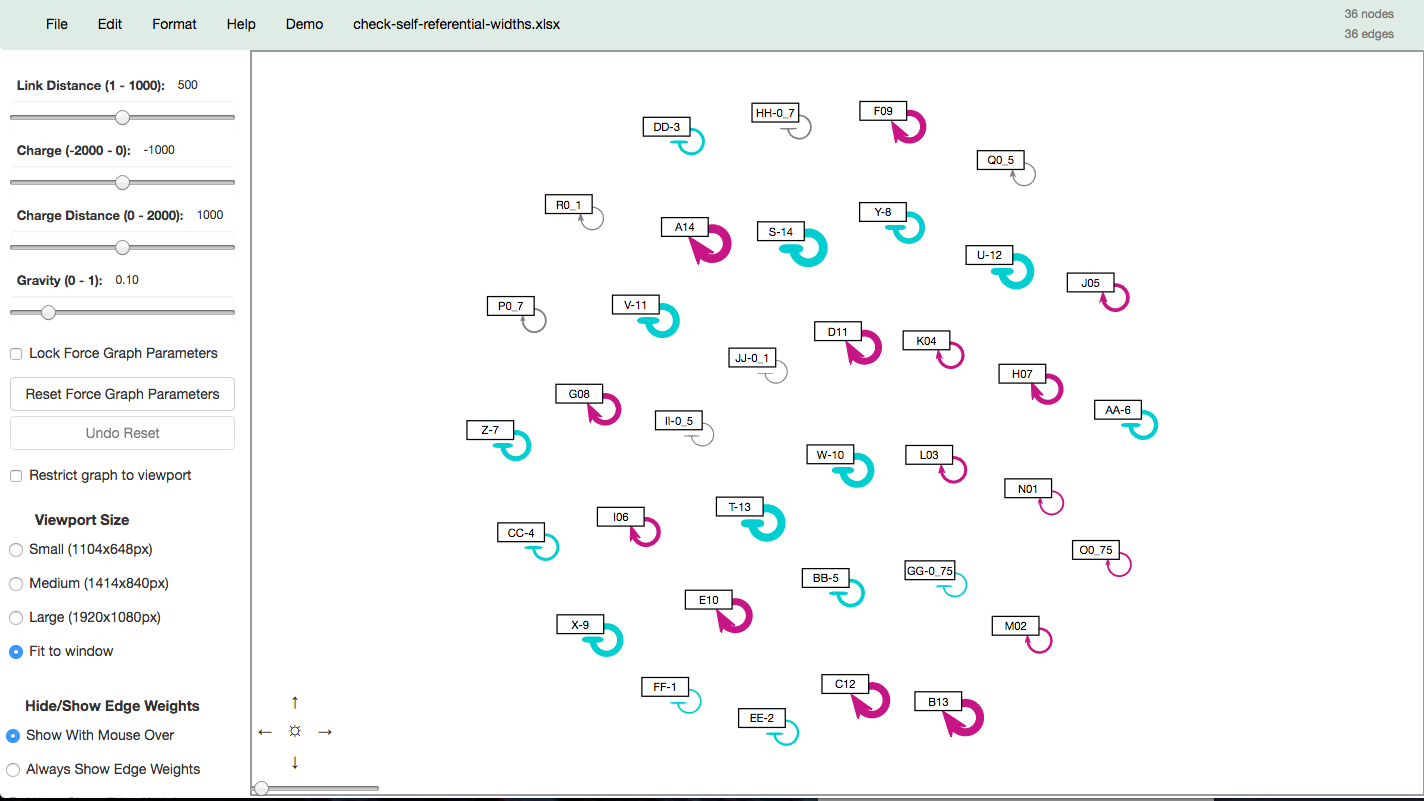 File Edit Format Help Demo check-self-referential-widths.xlsx
36 nodes
36 edges
Link Distance (1 - 1000): 500
Charge (-2000 - 0): -1000
Charge Distance (0 - 2000): 1000
Gravity (0 - 1): 0.10
Lock Force Graph Parameters
Reset Force Graph Parameters
Undo Reset
Restrict graph to viewport
Viewport Size
Small (1104x648px)
Medium (1414x840px)
Large (1920x1080px)
Fit to window
Hide/Show Edge Weights
Show With Mouse Over
Always Show Edge Weights
DD-3
HH-0_7
F09
Q0_5
R0_1
A14
S-14
Y-8
U-12
J05
P0_7
V-11
D11
K04
JJ-0_1
H07
G08
II-0_5
AA-6
Z-7
W-10
L03
N01
I06
T-13
CC-4
O0_75
BB-5
GG-0_75
E10
X-9
M02
FF-1
C12
B13
EE-2